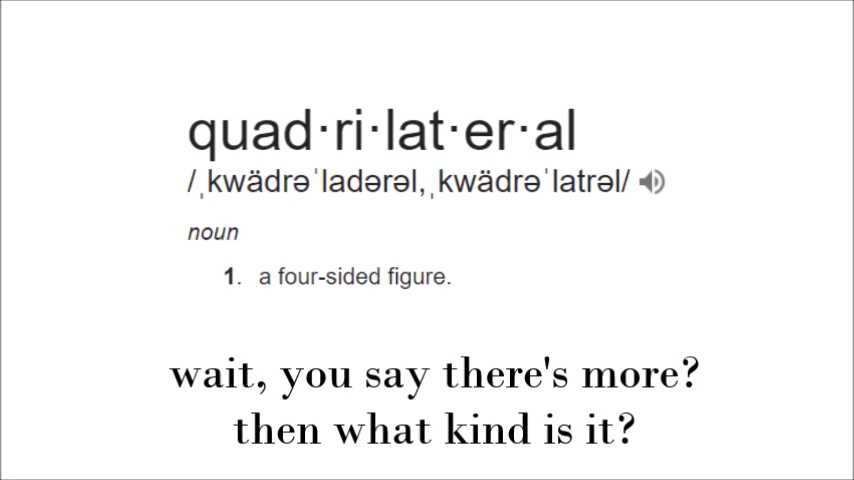 quad·ri·lat·er·al
/ˌkwädrəˈladərəl,ˌkwädrəˈlatrəl/
noun
1. a four-sided figure.
wait, you say there's more?
then what kind is it?